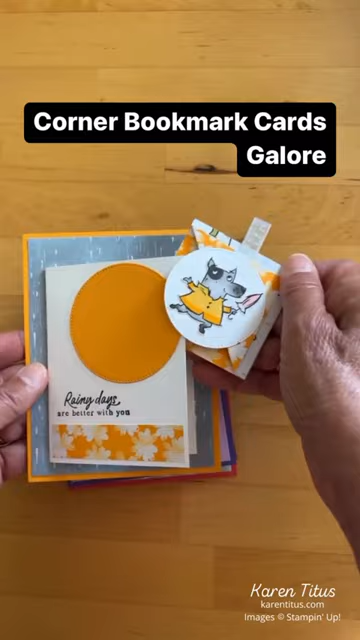 Corner Bookmark Cards
Galore
Rainy days
are better with you
Karen Titus
karentitus.com
Images © Stampin' Up!